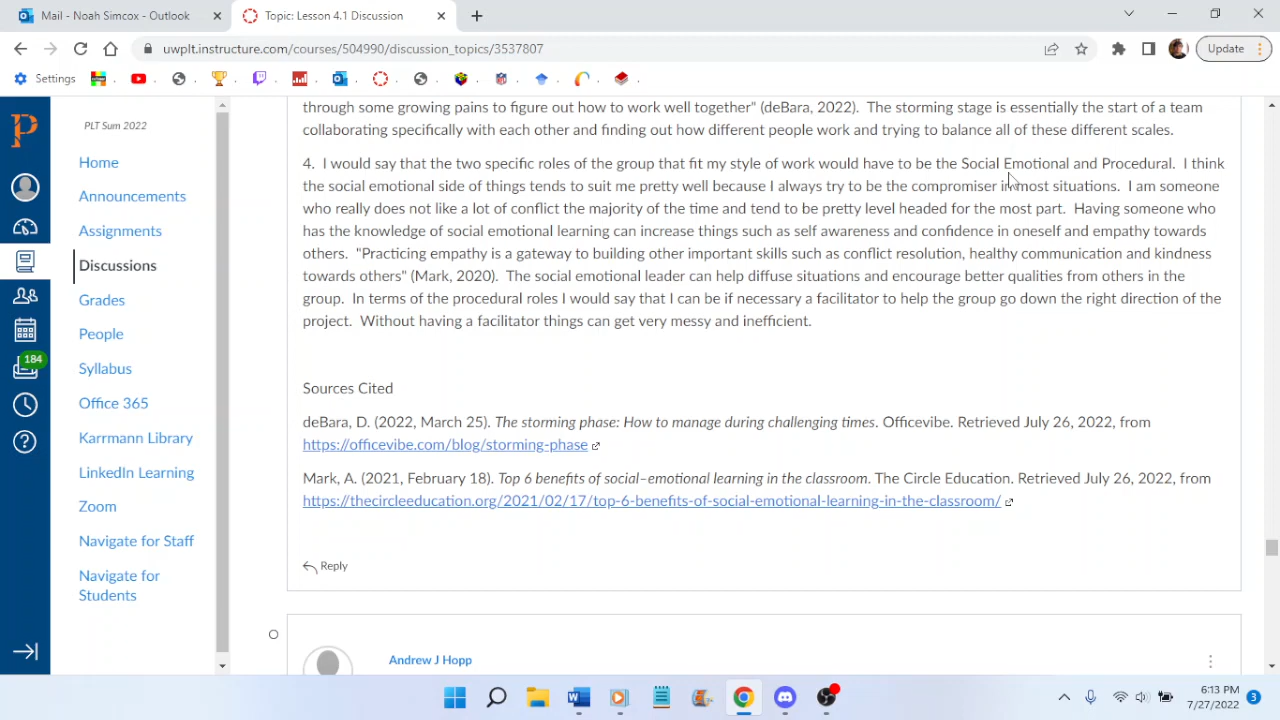 Mail - Noah Simcox - Outlook
Topic: Lesson 4.1 Discussion
uwplt.instructure.com/courses/504990/discussion_topics/3537807
Update
Settings
PLT Sum 2022
Home
Announcements
Assignments
Discussions
Grades
People
Syllabus
Office 365
Karrmann Library
LinkedIn Learning
Zoom
Navigate for Staff
Navigate for
Students
184
through some growing pains to figure out how to work well together" (deBara, 2022).  The storming stage is essentially the start of a team
collaborating specifically with each other and finding out how different people work and trying to balance all of these different scales.
4.  I would say that the two specific roles of the group that fit my style of work would have to be the Social Emotional and Procedural.  I think
the social emotional side of things tends to suit me pretty well because I always try to be the compromiser in most situations.  I am someone
who really does not like a lot of conflict the majority of the time and tend to be pretty level headed for the most part.  Having someone who
has the knowledge of social emotional learning can increase things such as self awareness and confidence in oneself and empathy towards
others.  "Practicing empathy is a gateway to building other important skills such as conflict resolution, healthy communication and kindness
towards others" (Mark, 2020).  The social emotional leader can help diffuse situations and encourage better qualities from others in the
group.  In terms of the procedural roles I would say that I can be if necessary a facilitator to help the group go down the right direction of the
project.  Without having a facilitator things can get very messy and inefficient.
Sources Cited
deBara, D. (2022, March 25). The storming phase: How to manage during challenging times. Officevibe. Retrieved July 26, 2022, from
https://officevibe.com/blog/storming-phase
Mark, A. (2021, February 18). Top 6 benefits of social–emotional learning in the classroom. The Circle Education. Retrieved July 26, 2022, from
https://thecircleeducation.org/2021/02/17/top-6-benefits-of-social-emotional-learning-in-the-classroom/
Reply
Andrew J Hopp
6:13 PM
7/27/2022
3